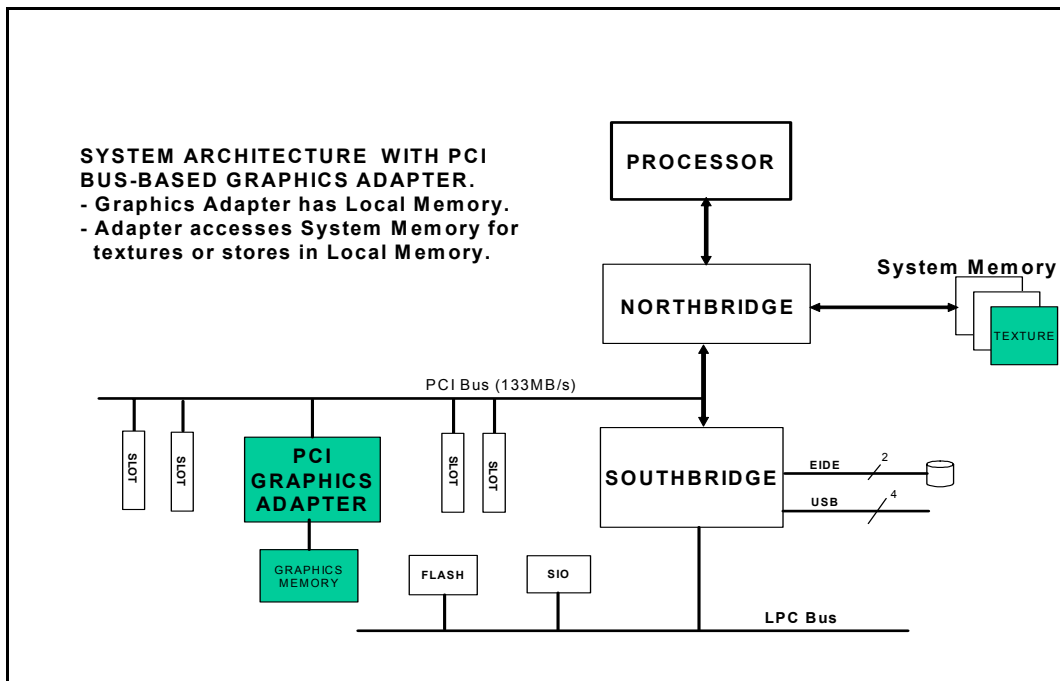 SYSTEM ARCHITECTURE WITH PCI
BUS-BASED GRAPHICS ADAPTER.
- Graphics Adapter has Local Memory.
- Adapter accesses System Memory for
textures or stores in Local Memory.
PROCESSOR
System Memory
NORTHBRIDGE
TEXTURE
PCI Bus (133MB/s)
SLOT
SLOT
PCI
GRAPHICS
ADAPTER
SLOT
SLOT
SOUTHBRIDGE
EIDE
2
USB
4
GRAPHICS
MEMORY
FLASH
SIO
LPC Bus